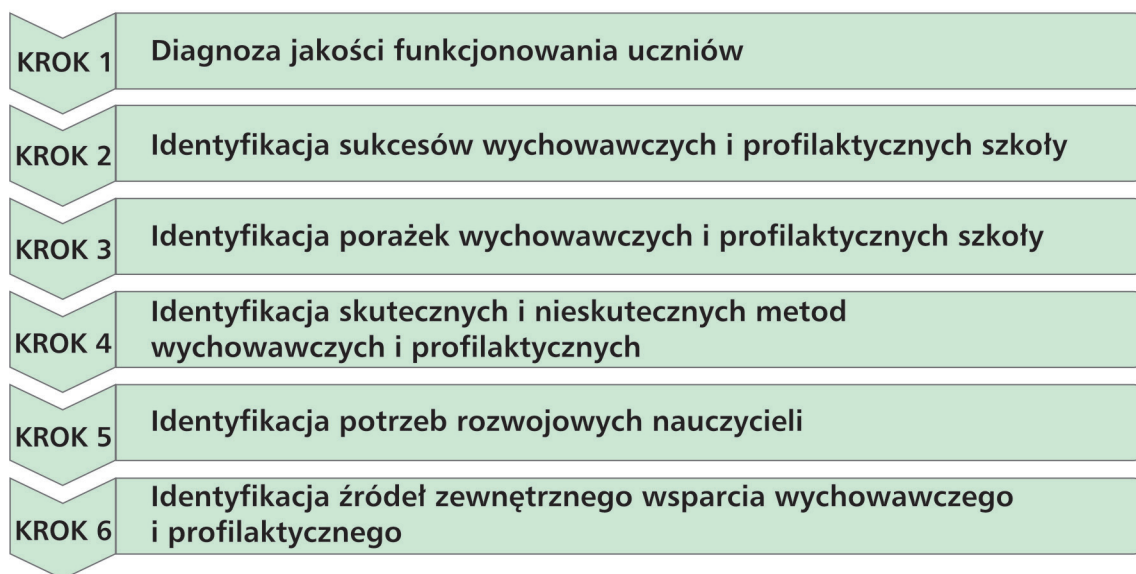 KROK 1
Diagnoza jakości funkcjonowania uczniów
KROK 2
Identyfikacja sukcesów wychowawczych i profilaktycznych szkoły
KROK 3
Identyfikacja porażek wychowawczych i profilaktycznych szkoły
KROK 4
Identyfikacja skutecznych i nieskutecznych metod
wychowawczych i profilaktycznych
KROK 5
Identyfikacja potrzeb rozwojowych nauczycieli
KROK 6
Identyfikacja źródeł zewnętrznego wsparcia wychowawczego
i profilaktycznego